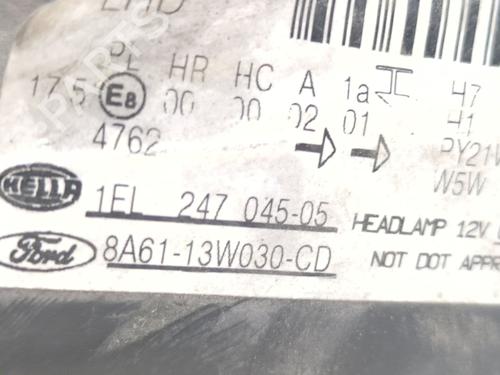 LHD
PL HR HC A 1a H7
17.5 E8 00 00 02 01 H1
4762 PY21W
W5W
HELLA 1EL 247 045-05 HEADLAMP 12V
Ford 8A61-13W030-CD NOT DOT APPR